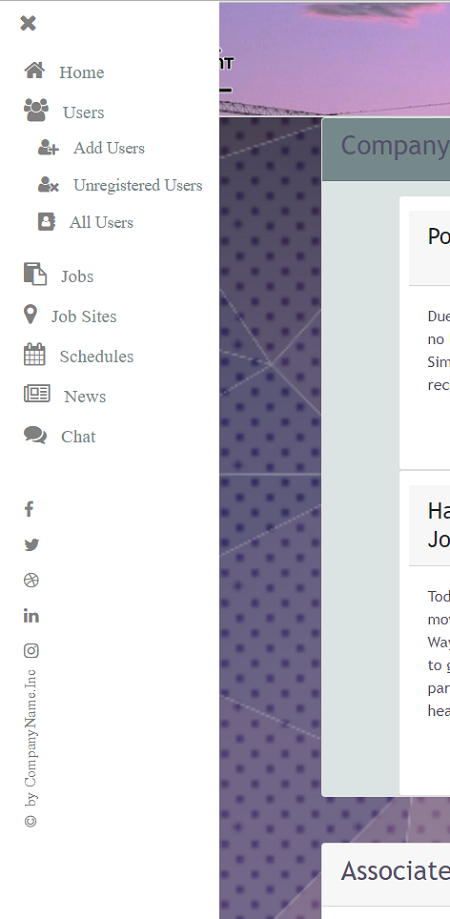 Home
Users
Add Users
Unregistered Users
All Users
Jobs
Job Sites
Schedules
News
Chat
© by CompanyName.Inc
Company
Po
Due
no
Sim
rec
Ha
Jo
Tod
mov
Way
to g
par
hea
Associate